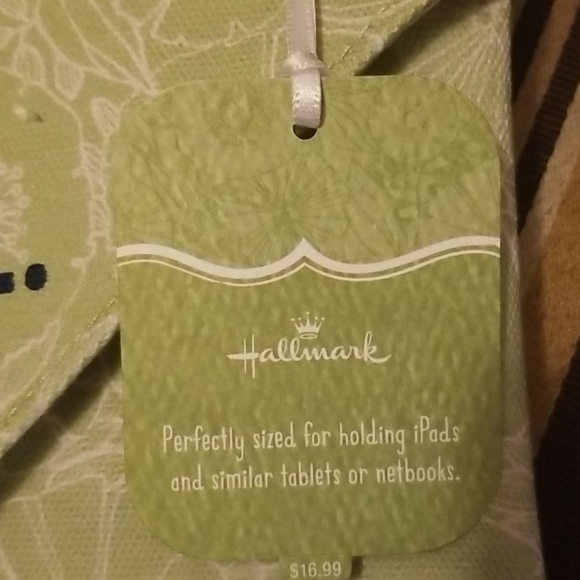 Hallmark
Perfectly sized for holding iPads
and similar tablets or netbooks.
$16.99